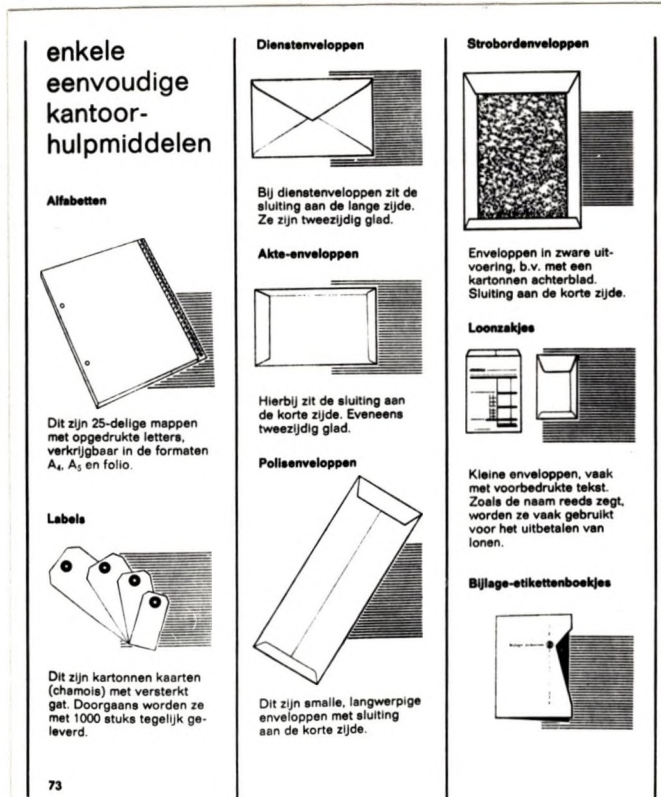 enkele
eenvoudige
kantoor-
hulpmiddelen
Alfabetten
Dit zijn 25-delige mappen
met opgedrukte letters,
verkrijgbaar in de formaten
A₄, A₅ en folio.
Labels
Dit zijn kartonnen kaarten
(chamois) met versterkt
gat. Doorgaans worden ze
met 1000 stuks tegelijk ge-
leverd.
73
Dienstenveloppen
Bij dienstenveloppen zit de
sluiting aan de lange zijde.
Ze zijn tweezijdig glad.
Akte-enveloppen
Hierbij zit de sluiting aan
de korte zijde. Eveneens
tweezijdig glad.
Polisenveloppen
Dit zijn smalle, langwerpige
enveloppen met sluiting
aan de korte zijde.
Strobordenveloppen
Enveloppen in zware uit-
voering, b.v. met een
kartonnen achterblad.
Sluiting aan de korte zijde.
Loonzakjes
Kleine enveloppen, vaak
met voorbedrukte tekst.
Zoals de naam reeds zegt,
worden ze vaak gebruikt
voor het uitbetalen van
lonen.
Bijlage-etikettenboekjes